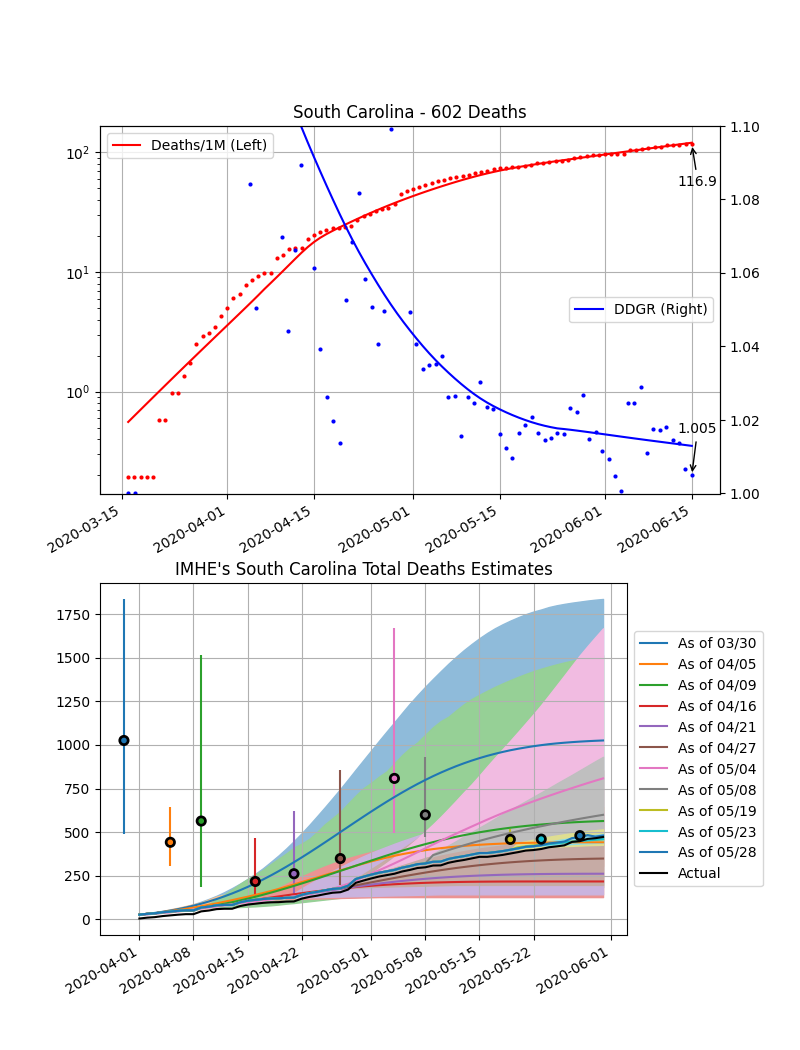 South Carolina - 602 Deaths
Deaths/1M (Left)
DDGR (Right)
116.9
1.005
10²
10¹
10⁰
1.10
1.08
1.06
1.04
1.02
1.00
2020-03-15
2020-04-01
2020-04-15
2020-05-01
2020-05-15
2020-06-01
2020-06-15
IMHE's South Carolina Total Deaths Estimates
1750
1500
1250
1000
750
500
250
0
2020-04-01
2020-04-08
2020-04-15
2020-04-22
2020-05-01
2020-05-08
2020-05-15
2020-05-22
2020-06-01
As of 03/30
As of 04/05
As of 04/09
As of 04/16
As of 04/21
As of 04/27
As of 05/04
As of 05/08
As of 05/19
As of 05/23
As of 05/28
Actual